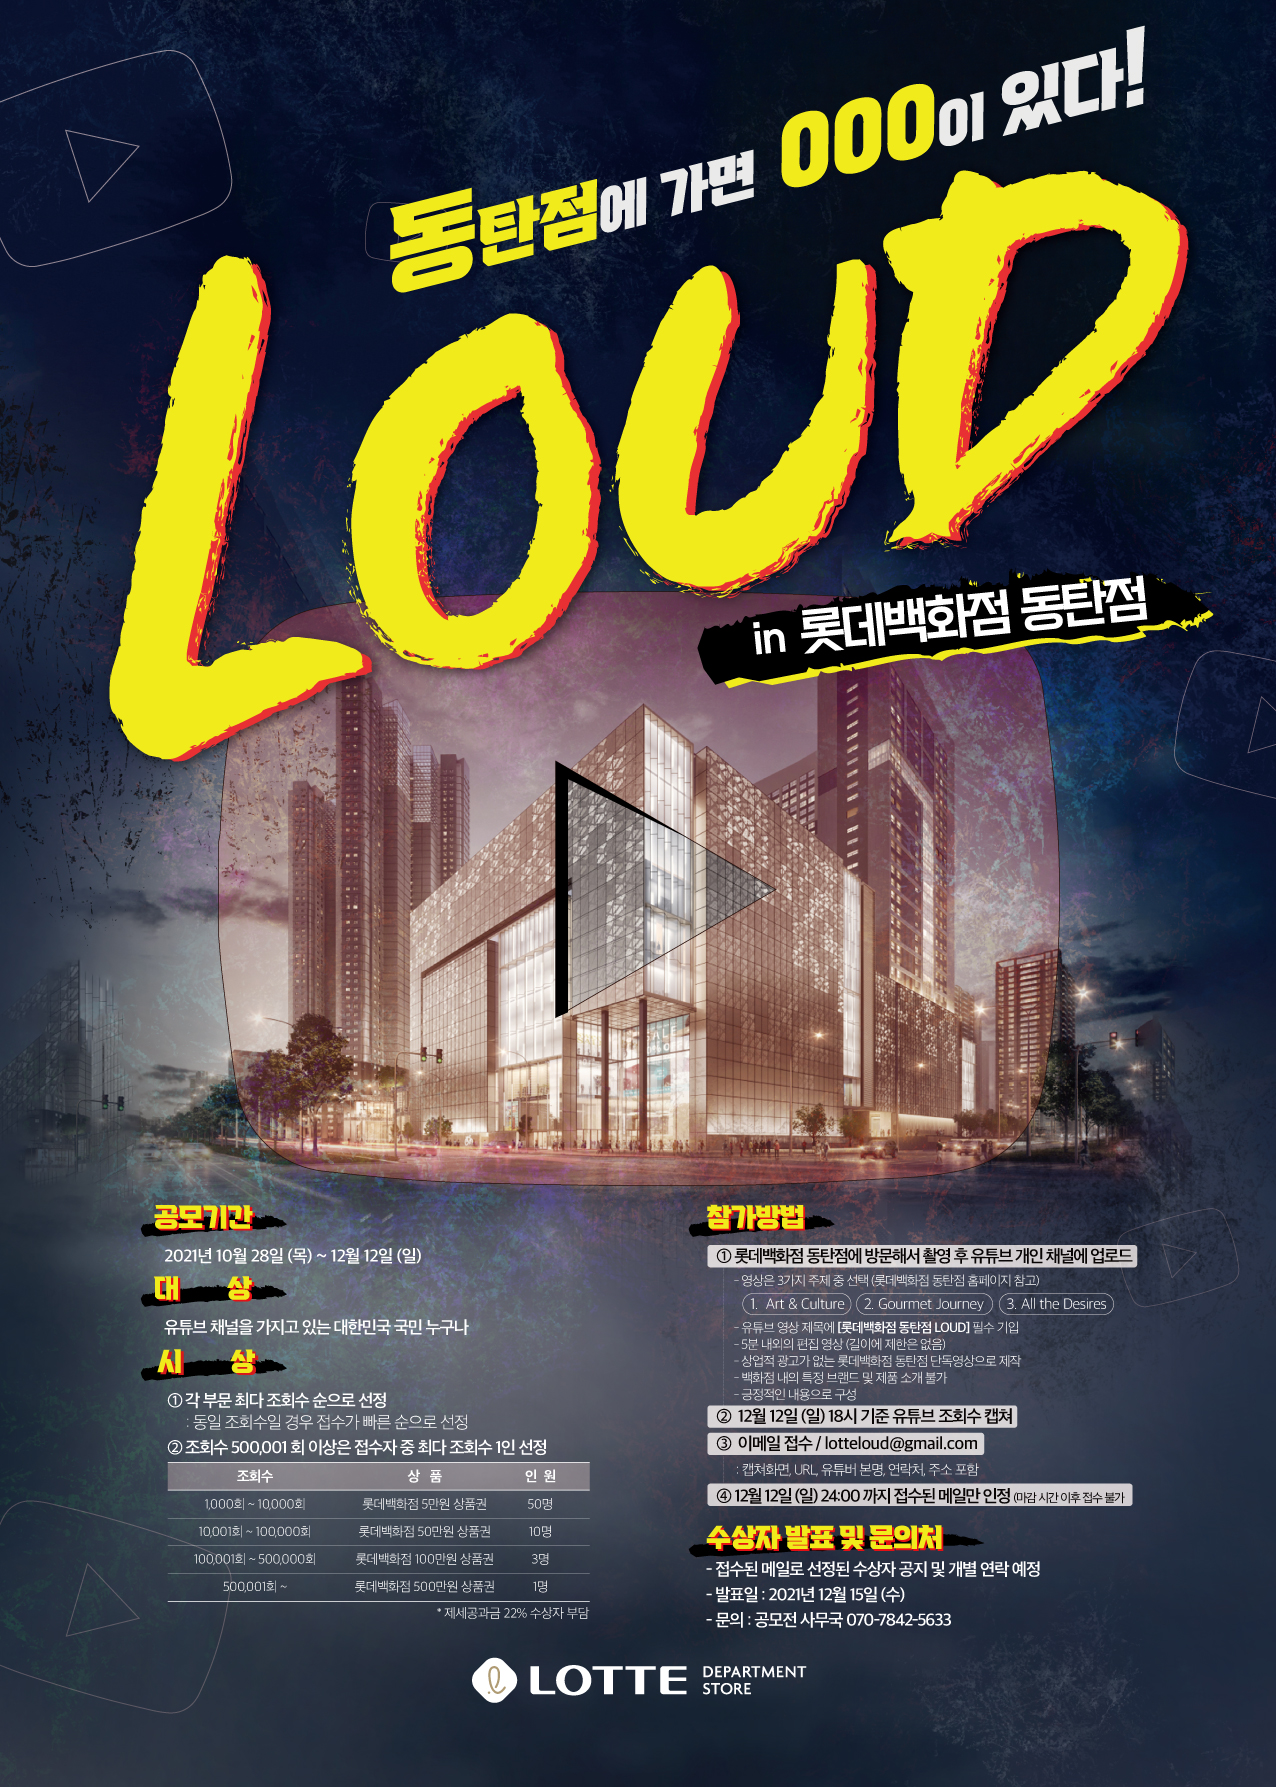 동탄점에 가면 OOO이 있다!
LOUD
in 롯데백화점 동탄점
공모기간
2021년 10월 28일 (목) ~ 12월 12일 (일)
대 상
유튜브 채널을 가지고 있는 대한민국 국민 누구나
시 상
① 각 부문 최다 조회수 순으로 선정
: 동일 조회수일 경우 접수가 빠른 순으로 선정
② 조회수 500,001 회 이상은 접수자 중 최다 조회수 1인 선정
조회수 상 품 인 원
1,000회 ~ 10,000회 롯데백화점 5만원 상품권 50명
10,001회 ~ 100,000회 롯데백화점 50만원 상품권 10명
100,001회 ~ 500,000회 롯데백화점 100만원 상품권 3명
500,001회 ~ 롯데백화점 500만원 상품권 1명
* 제세공과금 22% 수상자 부담
참가방법
① 롯데백화점 동탄점에 방문해서 촬영 후 유튜브 개인 채널에 업로드
- 영상은 3가지 주제 중 선택 (롯데백화점 동탄점 홈페이지 참고)
1. Art & Culture 2. Gourmet Journey 3. All the Desires
- 유튜브 영상 제목에 [롯데백화점 동탄점 LOUD] 필수 기입
- 5분 내외의 편집 영상 (길이에 제한은 없음)
- 상업적 광고가 없는 롯데백화점 동탄점 단독영상으로 제작
- 백화점 내의 특정 브랜드 및 제품 소개 불가
- 긍정적인 내용으로 구성
② 12월 12일 (일) 18시 기준 유튜브 조회수 캡쳐
③ 이메일 접수 / lotteloud@gmail.com
: 캡쳐화면, URL, 유튜버 본명, 연락처, 주소 포함
④ 12월 12일 (일) 24:00 까지 접수된 메일만 인정 (마감 시간 이후 접수 불가
수상자 발표 및 문의처
- 접수된 메일로 선정된 수상자 공지 및 개별 연락 예정
- 발표일 : 2021년 12월 15일 (수)
- 문의 : 공모전 사무국 070-7842-5633
LOTTE DEPARTMENT
STORE